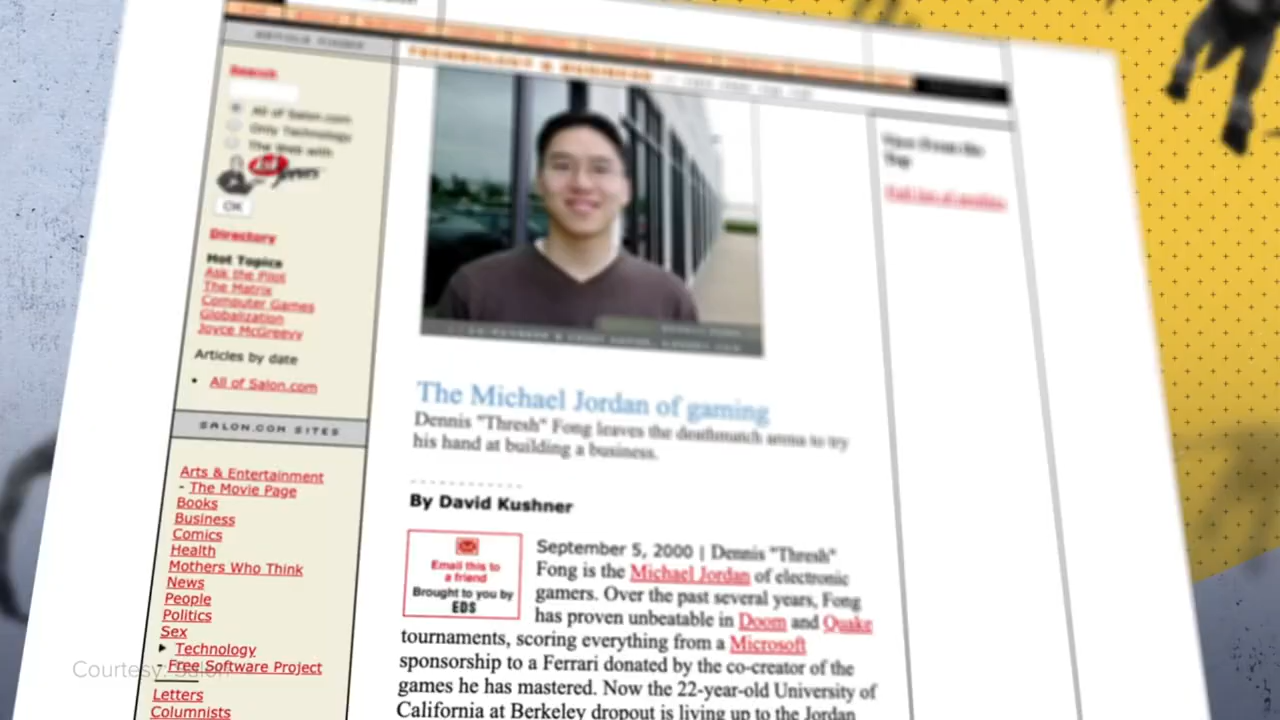 Search
All of Salon.com
Only Technology
The Web with
OK
Directory
Hot Topics
Ask the Pilot
The Matrix
Computer Games
Globalization
Joyce McGreevy
Articles by date
• All of Salon.com
SALON.COM SITES
Arts & Entertainment
- The Movie Page
Books
Business
Comics
Health
Mothers Who Think
News
People
Politics
Sex
Technology
- Free Software Project
Letters
Columnists
Courtesy: Salon
TECHNOLOGY & BUSINESS
The Michael Jordan of gaming
Dennis "Thresh" Fong leaves the deathmatch arena to try
his hand at building a business.
By David Kushner
Email this to
a friend
Brought to you by
EDS
September 5, 2000 | Dennis "Thresh"
Fong is the Michael Jordan of electronic
gamers. Over the past several years, Fong
has proven unbeatable in Doom and Quake
tournaments, scoring everything from a Microsoft
sponsorship to a Ferrari donated by the co-creator of the
games he has mastered. Now the 22-year-old University of
California at Berkeley dropout is living up to the Jordan